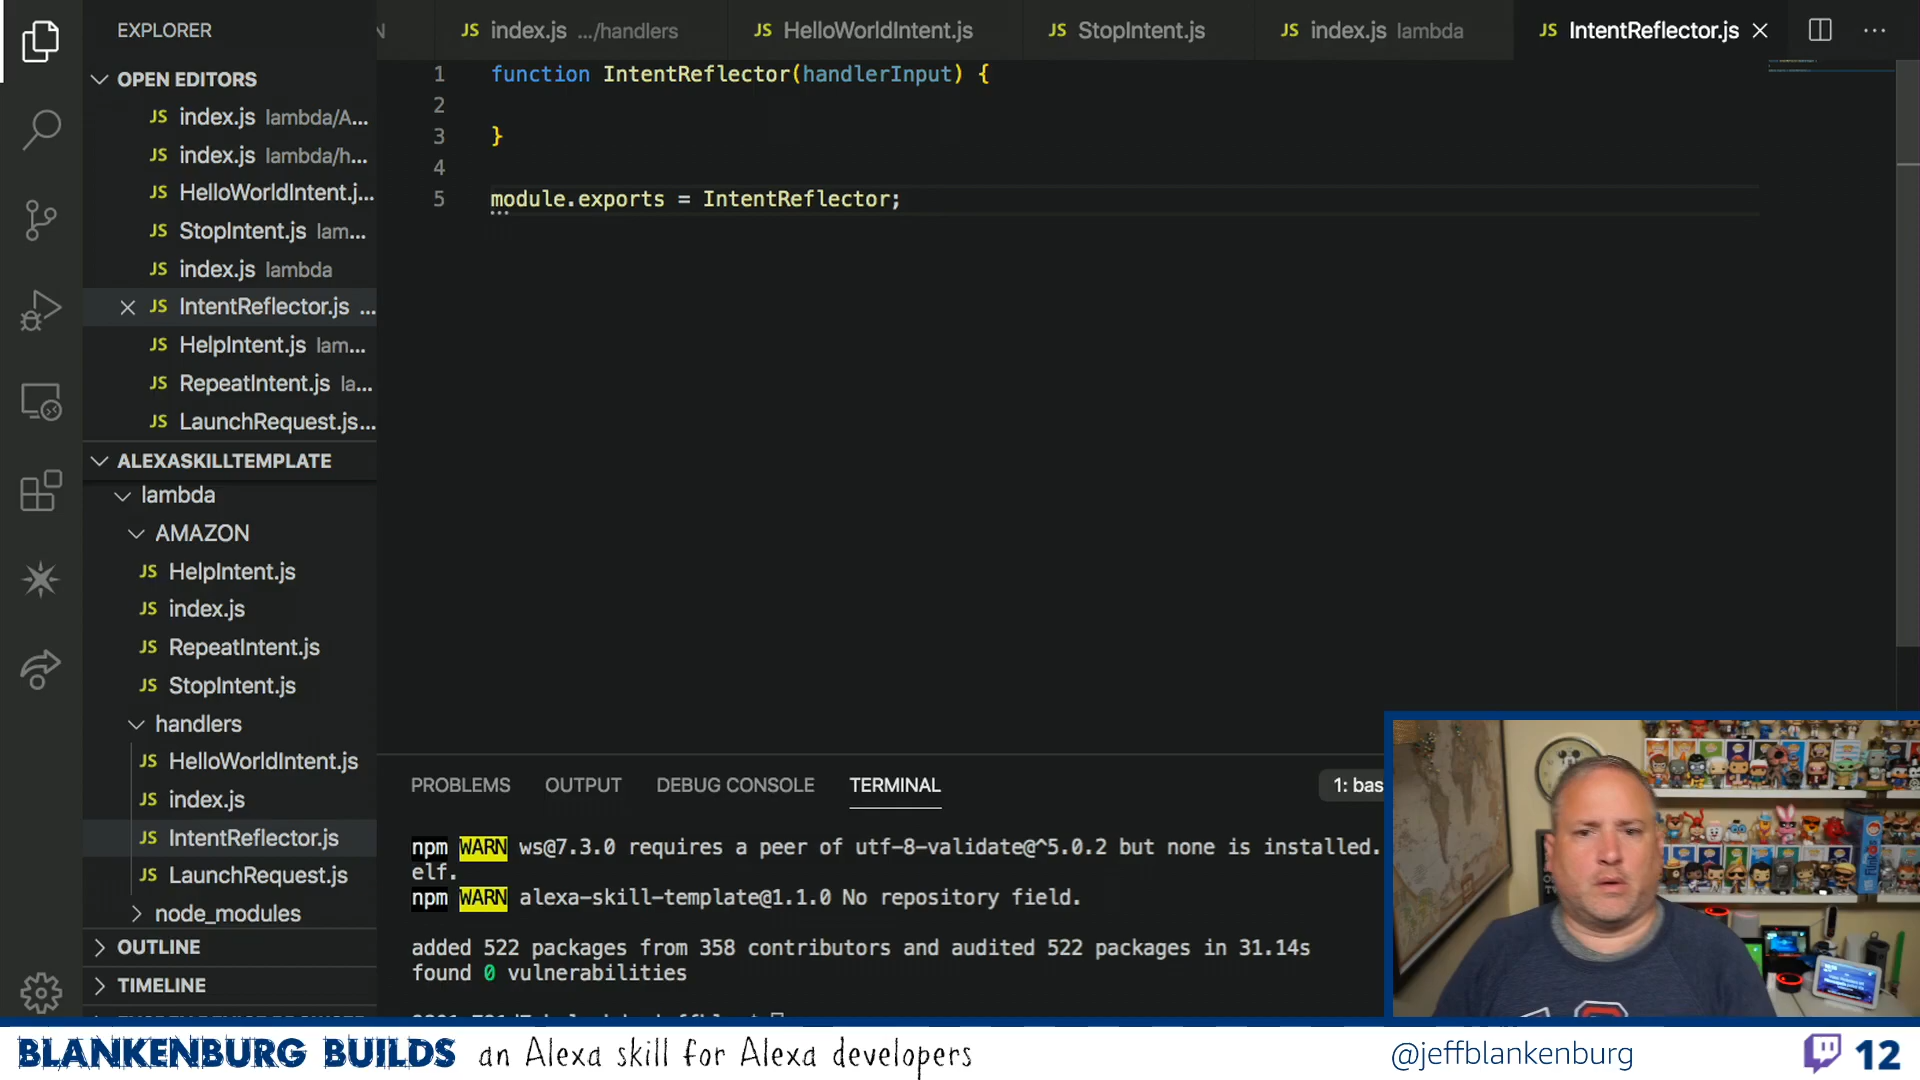 EXPLORER
OPEN EDITORS
JS index.js lambda/A...
JS index.js lambda/h...
JS HelloWorldIntent.j...
JS StopIntent.js lam...
JS index.js lambda
JS IntentReflector.js ...
JS HelpIntent.js lam...
JS RepeatIntent.js la...
JS LaunchRequest.js...
ALEXASKILLTEMPLATE
lambda
AMAZON
JS HelpIntent.js
JS index.js
JS RepeatIntent.js
JS StopIntent.js
handlers
JS HelloWorldIntent.js
JS index.js
JS IntentReflector.js
JS LaunchRequest.js
node_modules
OUTLINE
TIMELINE
JS index.js .../handlers
JS HelloWorldIntent.js
JS StopIntent.js
JS index.js lambda
JS IntentReflector.js
1 function IntentReflector(handlerInput) {
2
3 }
4
5 module.exports = IntentReflector;
PROBLEMS OUTPUT DEBUG CONSOLE TERMINAL 1: bas
npm WARN ws@7.3.0 requires a peer of utf-8-validate@^5.0.2 but none is installed.
elf.
npm WARN alexa-skill-template@1.1.0 No repository field.
added 522 packages from 358 contributors and audited 522 packages in 31.14s
found 0 vulnerabilities
BLANKENBURG BUILDS an Alexa skill for Alexa developers @jeffblankenburg 12